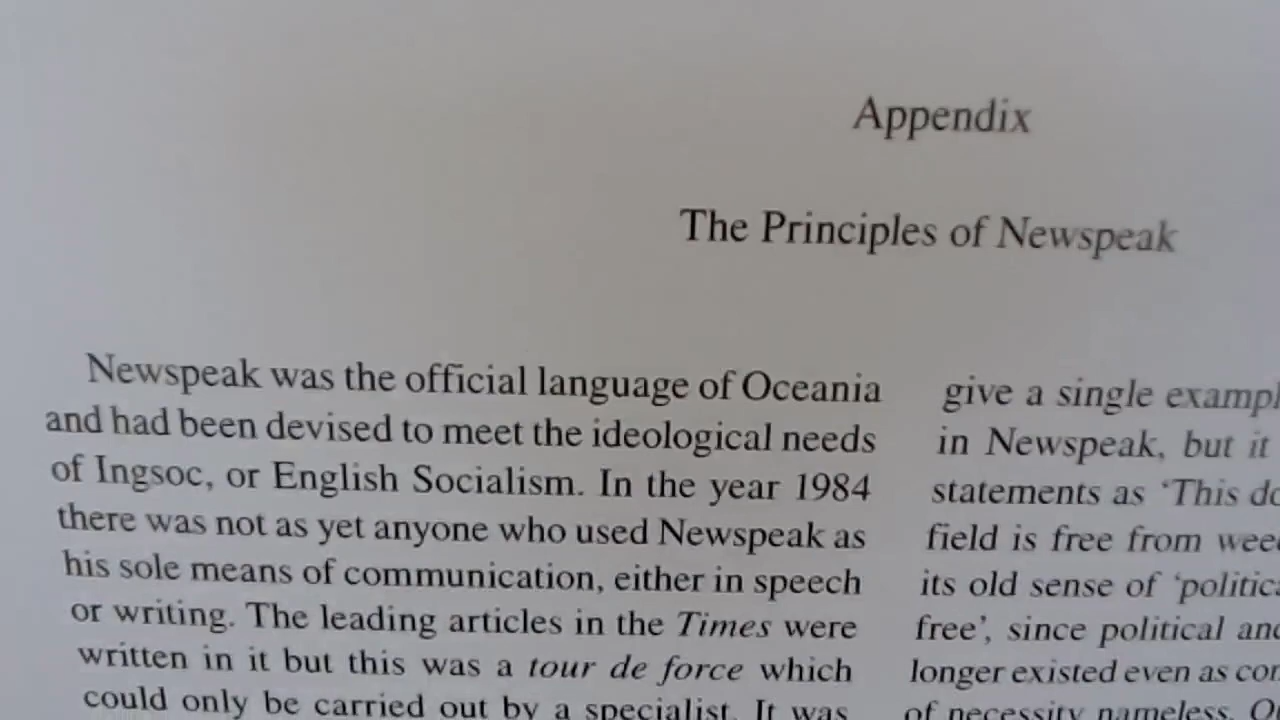 Appendix
The Principles of Newspeak
Newspeak was the official language of Oceania
and had been devised to meet the ideological needs
of Ingsoc, or English Socialism. In the year 1984
there was not as yet anyone who used Newspeak as
his sole means of communication, either in speech
or writing. The leading articles in the Times were
written in it but this was a tour de force which
could only be carried out by a specialist. It was
give a single
in Newspeak, but it
statements as ‘This
field is free from
its old sense of
free’, since political
longer existed even as
of necessity nameless.